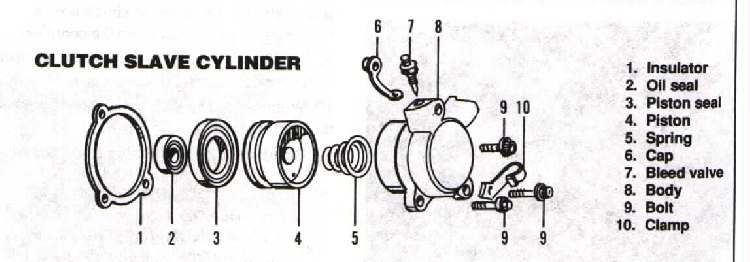 6 7 8
CLUTCH SLAVE CYLINDER
9 10
1 2 3 4 5 9 9
1. Insulator
2. Oil seal
3. Piston seal
4. Piston
5. Spring
6. Cap
7. Bleed valve
8. Body
9. Bolt
10. Clamp